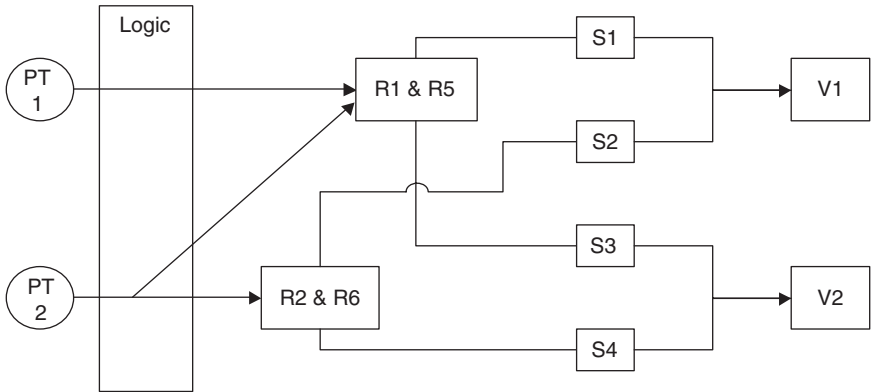 Logic
PT
1
R1 & R5
S1
V1
S2
PT
2
R2 & R6
S3
V2
S4